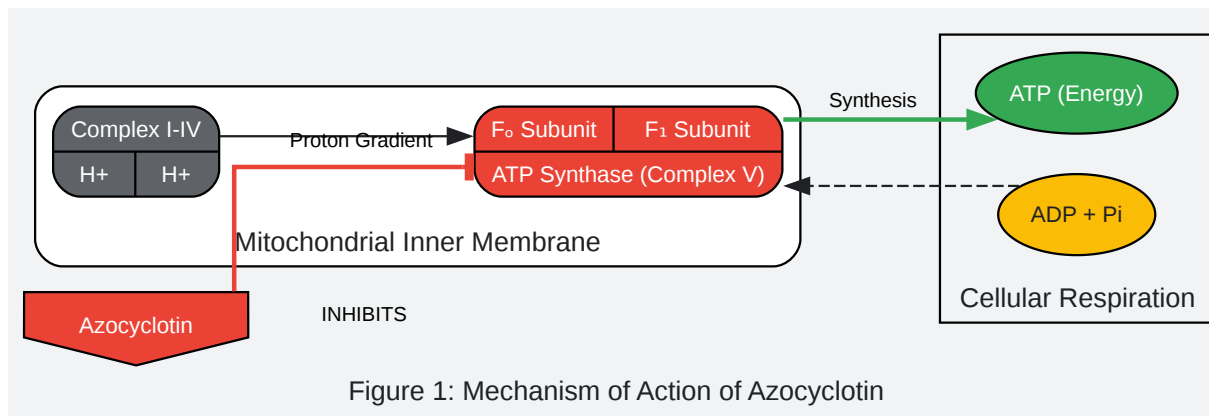 Complex I-IV
H+
H+
Proton Gradient
Fₒ Subunit
F₁ Subunit
ATP Synthase (Complex V)
Mitochondrial Inner Membrane
Synthesis
ATP (Energy)
ADP + Pi
Cellular Respiration
Azocyclotin
INHIBITS
Figure 1: Mechanism of Action of Azocyclotin